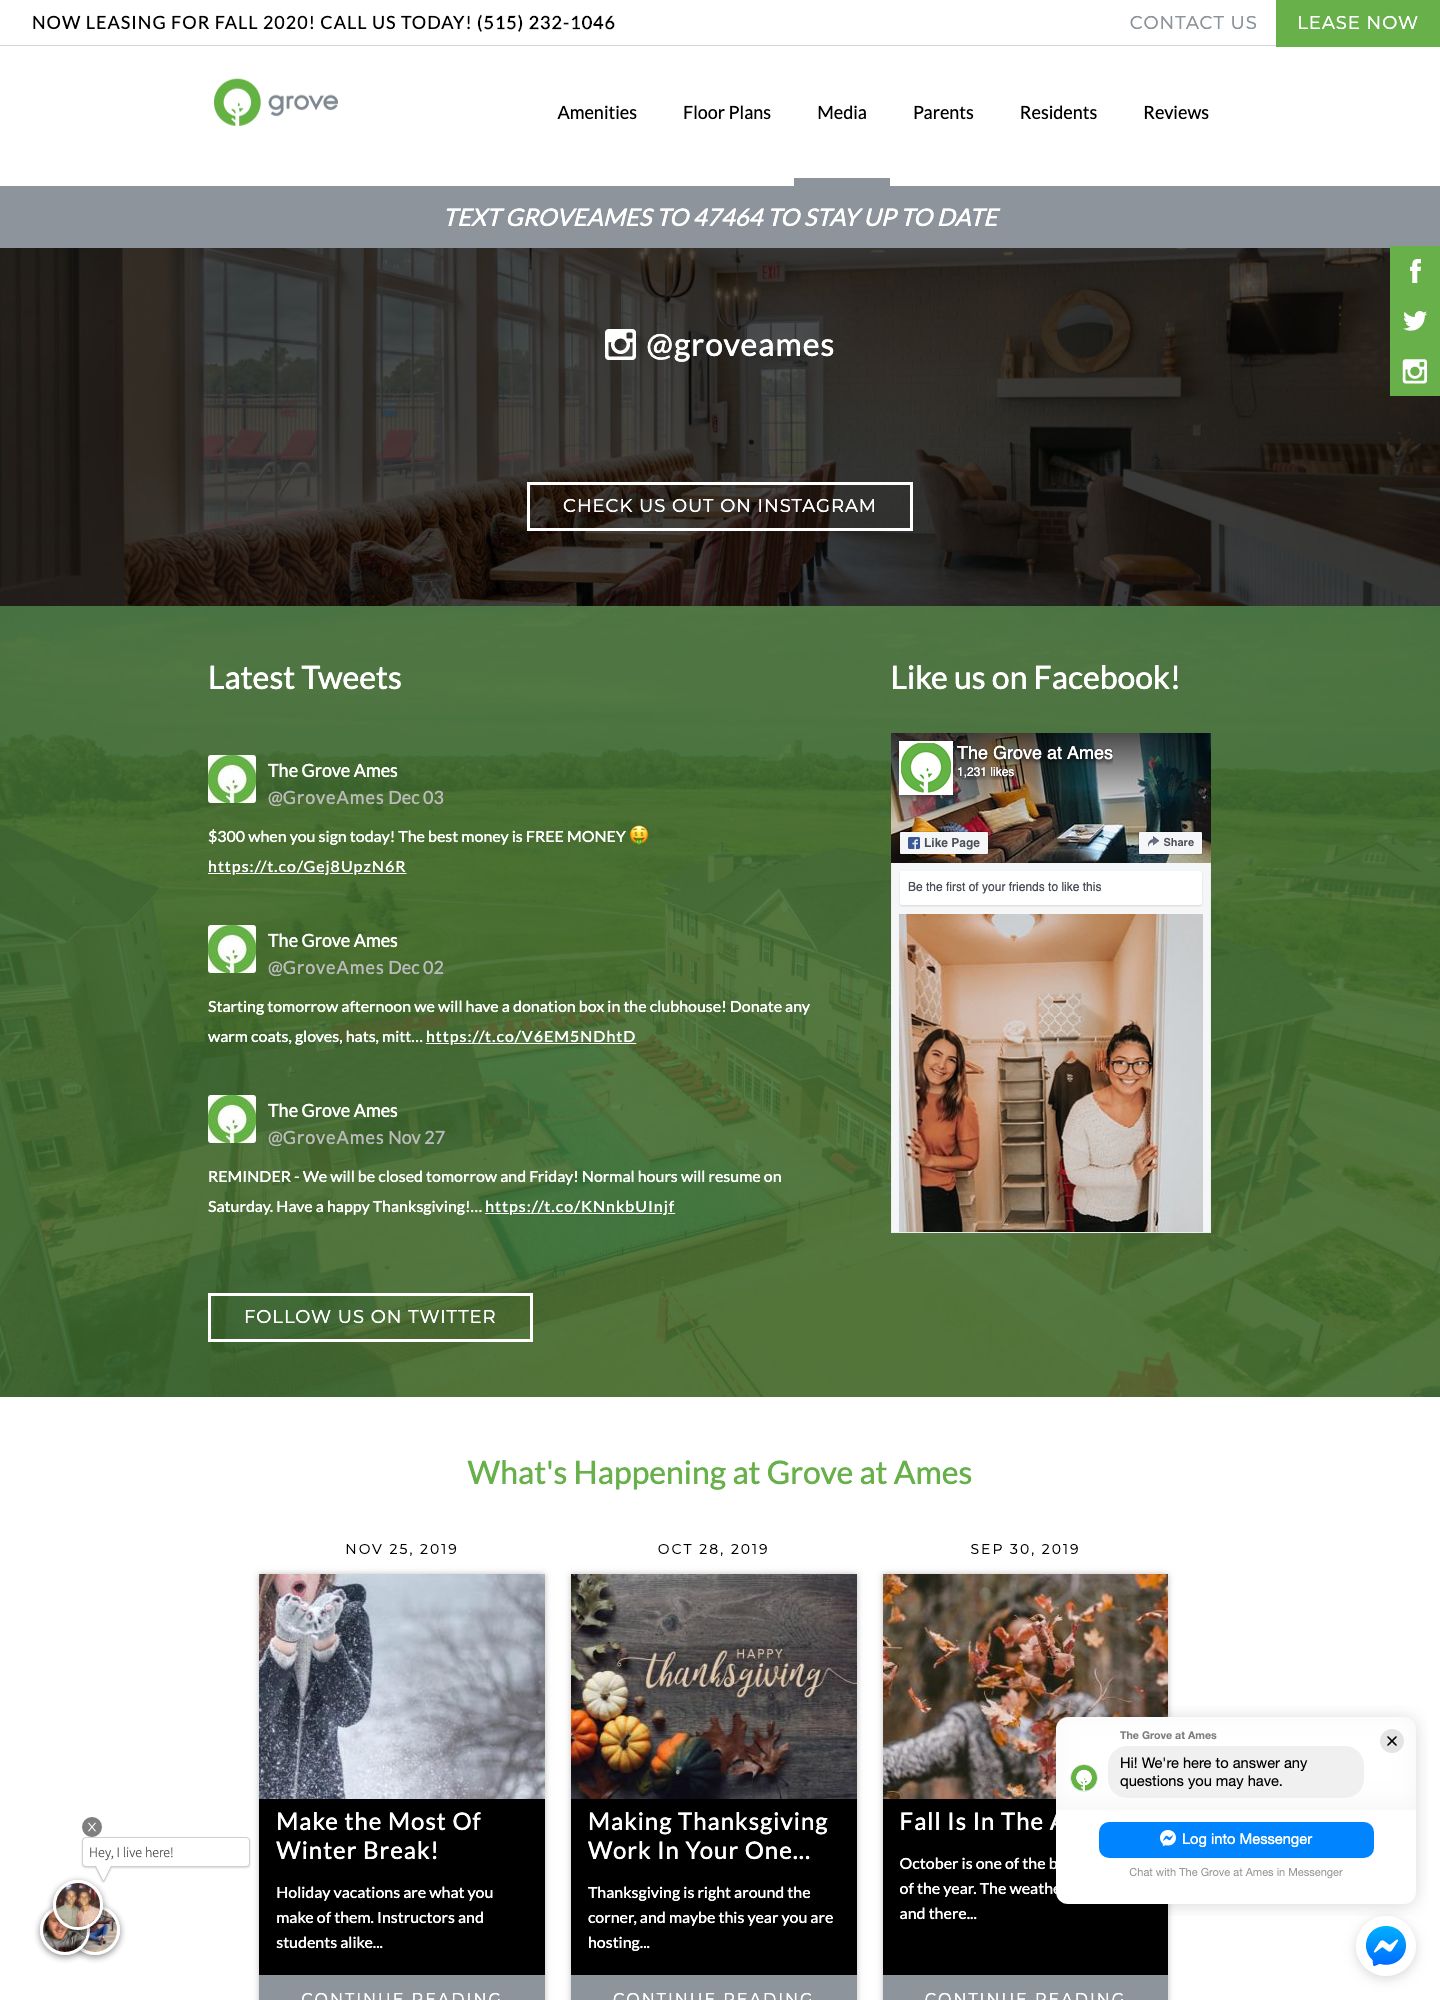 NOW LEASING FOR FALL 2020! CALL US TODAY! (515) 232-1046
CONTACT US
LEASE NOW
grove
Amenities
Floor Plans
Media
Parents
Residents
Reviews
TEXT GROVEAMES TO 47464 TO STAY UP TO DATE
EXIT
@groveames
CHECK US OUT ON INSTAGRAM
Latest Tweets
The Grove Ames
@GroveAmes Dec 03
$300 when you sign today! The best money is FREE MONEY 🤑
https://t.co/Gej8UpzN6R
The Grove Ames
@GroveAmes Dec 02
Starting tomorrow afternoon we will have a donation box in the clubhouse! Donate any
warm coats, gloves, hats, mitt… https://t.co/V6EM5NDhtD
The Grove Ames
@GroveAmes Nov 27
REMINDER - We will be closed tomorrow and Friday! Normal hours will resume on
Saturday. Have a happy Thanksgiving!… https://t.co/KNnkbUInjf
FOLLOW US ON TWITTER
Like us on Facebook!
The Grove at Ames
1,231 likes
Like Page
Share
Be the first of your friends to like this
What's Happening at Grove at Ames
NOV 25, 2019
Make the Most Of
Winter Break!
Holiday vacations are what you
make of them. Instructors and
students alike...
CONTINUE READING
OCT 28, 2019
HAPPY
thanksgiving
Making Thanksgiving
Work In Your One...
Thanksgiving is right around the
corner, and maybe this year you are
hosting...
CONTINUE READING
SEP 30, 2019
Fall Is In The
October is one of the
of the year. The
and there...
CONTINUE READING
X
Hey, I live here!
The Grove at Ames
Hi! We're here to answer any
questions you may have.
Log into Messenger
Chat with The Grove at Ames in Messenger